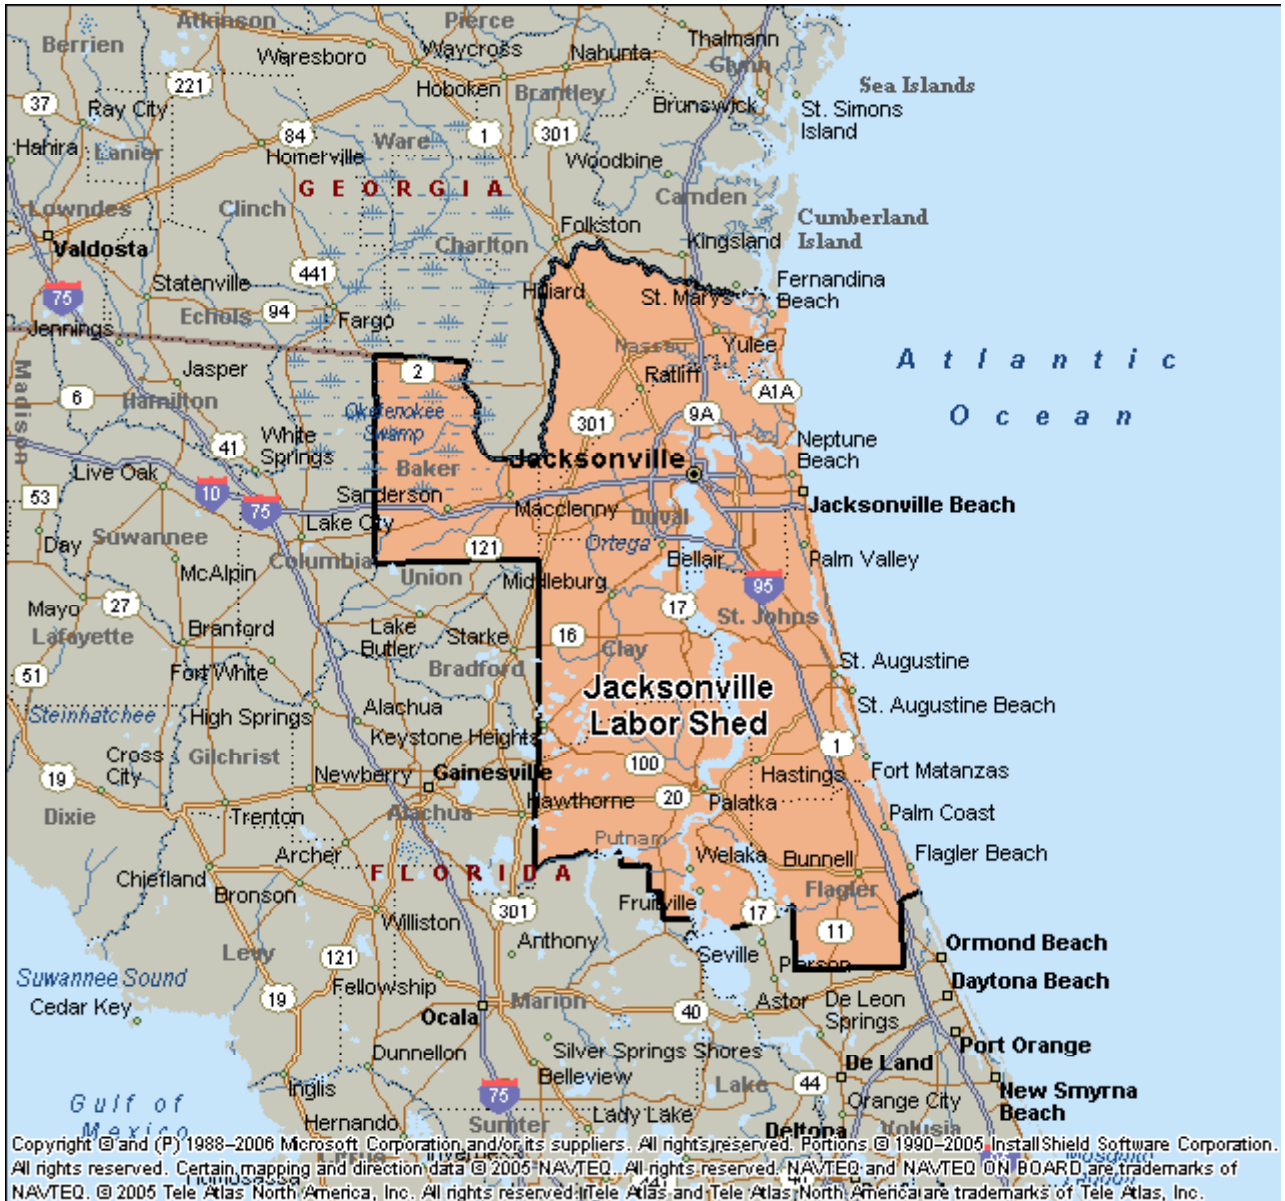 Atkinson
Pierce
Thalmann
Berrien
Waresboro
Waycross
Nahunta
Glynn
221
Hoboken
Brantley
Sea Islands
37
Ray City
Brunswick
St. Simons
Island
84
Ware
1
301
Hahira
Lanier
Homerville
Woodbine
GEORGIA
Camden
Lowndes
Clinch
Folkston
Cumberland
Island
Valdosta
Charlton
Kingsland
441
Statenville
Hilliard
St. Marys
Fernandina
Beach
75
Echols
94
Fargo
Jennings
Nassau
Yulee
Atlantic
Ocean
Madison
Jasper
2
Ratliff
A1A
6
Hamilton
Okefenokee
Swamp
301
9A
41
White
Springs
Neptune
Beach
Live Oak
Baker
Jacksonville
53
10
75
Sanderson
Macclenny
Duval
Jacksonville Beach
Lake City
Day
Suwannee
Columbia
121
Ortega
Bellair
Palm Valley
McAlpin
Union
Middleburg
95
Mayo
27
17
St. Johns
Lafayette
Branford
Lake
Butler
Starke
16
Clay
51
Fort White
Bradford
St. Augustine
Jacksonville
Labor Shed
Steinhatchee
High Springs
Alachua
St. Augustine Beach
Keystone Heights
1
Cross
City
Gilchrist
100
Hastings
Fort Matanzas
19
Newberry
Gainesville
Hawthorne
20
Palatka
Dixie
Trenton
Alachua
Putnam
Palm Coast
Archer
Welaka
Bunnell
Flagler Beach
Chiefland
FLORIDA
Bronson
Flagler
301
Fruitville
17
11
Williston
Levy
121
Anthony
Seville
Pierson
Ormond Beach
Suwannee Sound
Daytona Beach
Cedar Key
19
Fellowship
Marion
Astor
De Leon
Springs
Ocala
40
Port Orange
Dunnellon
Silver Springs Shores
De Land
Inglis
75
Belleview
Lake
44
New Smyrna
Beach
Gulf of
Mexico
Hernando
Sumter
Lady Lake
Orange City
Deltona
Volusia
Copyright © and (P) 1988–2006 Microsoft Corporation and/or its suppliers. All rights reserved. Portions © 1990–2005 InstallShield Software Corporation.
All rights reserved. Certain mapping and direction data © 2005 NAVTEQ. All rights reserved. NAVTEQ and NAVTEQ ON BOARD are trademarks of
NAVTEQ. © 2005 Tele Atlas North America, Inc. All rights reserved. Tele Atlas and Tele Atlas North America are trademarks of Tele Atlas, Inc.